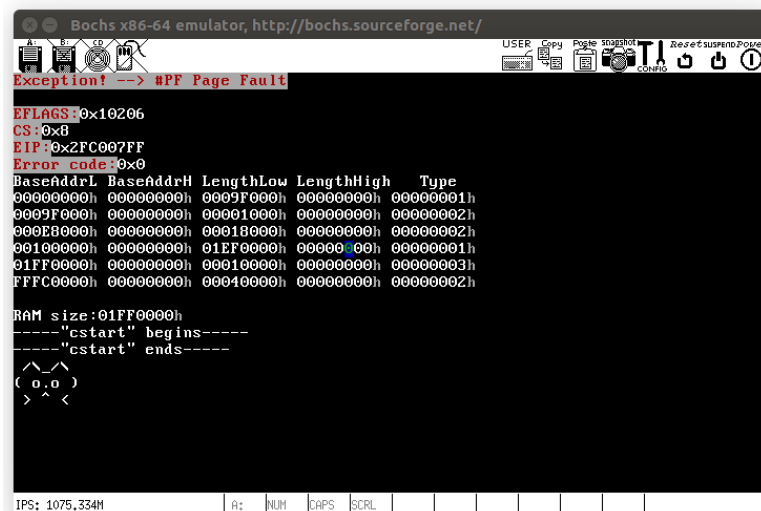 Bochs x86-64 emulator, http://bochs.sourceforge.net/
A: B: CD USER Copy Paste snapshot CONFIG Reset SUSPEND Power
Exception! --> #PF Page Fault
EFLAGS:0x10206
CS:0x8
EIP:0x2FC007FF
Error code:0x0
BaseAddrL BaseAddrH LengthLow LengthHigh Type
00000000h 00000000h 0009F000h 00000000h 00000001h
0009F000h 00000000h 00001000h 00000000h 00000002h
000E8000h 00000000h 00018000h 00000000h 00000002h
00100000h 00000000h 01EF0000h 00000000h 00000001h
01FF0000h 00000000h 00010000h 00000000h 00000003h
FFFC0000h 00000000h 00040000h 00000000h 00000002h
RAM size:01FF0000h
-----"cstart" begins-----
-----"cstart" ends-----
/\_/\
( o.o )
> ^ <
IPS: 1075.334M A: NUM CAPS SCRL